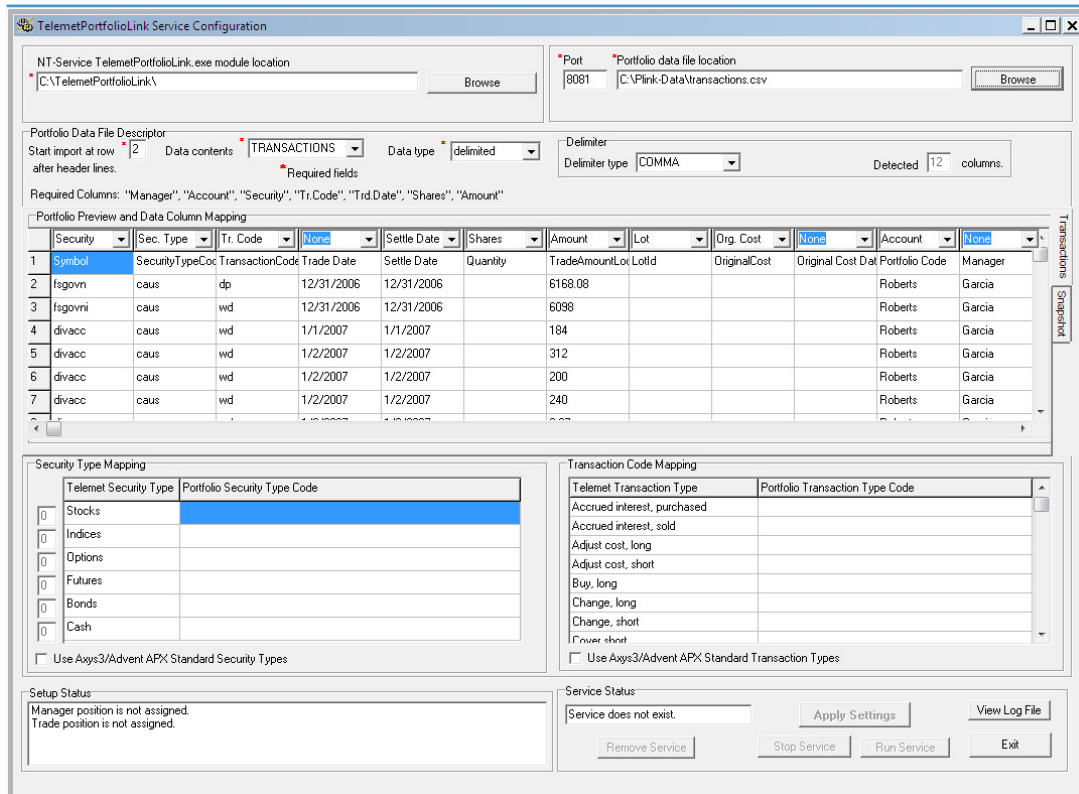 TelemetPortfolioLink Service Configuration
NT-Service TelemetPortfolioLink.exe module location
* C:\TelemetPortfolioLink\ Browse
*Port *Portfolio data file location
8081 C:\Plink-Data\transactions.csv Browse
Portfolio Data File Descriptor
Start import at row * 2 Data contents * TRANSACTIONS Data type * delimited
after header lines.
*Required fields
Delimiter
Delimiter type COMMA Detected 12 columns.
Required Columns: "Manager", "Account", "Security", "Tr.Code", "Trd.Date", "Shares", "Amount"
Portfolio Preview and Data Column Mapping
Security Sec. Type Tr. Code None Settle Date Shares Amount Lot Org. Cost None Account None
1 Symbol SecurityTypeCod TransactionCode Trade Date Settle Date Quantity TradeAmountLoc LotId OriginalCost Original Cost Dat Portfolio Code Manager
2 fsgovn caus dp 12/31/2006 12/31/2006 6168.08 Roberts Garcia
3 fsgovni caus wd 12/31/2006 12/31/2006 6098 Roberts Garcia
4 divacc caus wd 1/1/2007 1/1/2007 184 Roberts Garcia
5 divacc caus wd 1/2/2007 1/2/2007 312 Roberts Garcia
6 divacc caus wd 1/2/2007 1/2/2007 200 Roberts Garcia
7 divacc caus wd 1/2/2007 1/2/2007 240 Roberts Garcia
Transactions
Snapshot
Security Type Mapping
Telemet Security Type Portfolio Security Type Code
0 Stocks
0 Indices
0 Options
0 Futures
0 Bonds
0 Cash
Use Axys3/Advent APX Standard Security Types
Transaction Code Mapping
Telemet Transaction Type Portfolio Transaction Type Code
Accrued interest, purchased
Accrued interest, sold
Adjust cost, long
Adjust cost, short
Buy, long
Change, long
Change, short
Cover short
Use Axys3/Advent APX Standard Transaction Types
Setup Status
Manager position is not assigned.
Trade position is not assigned.
Service Status
Service does not exist. Apply Settings View Log File
Remove Service Stop Service Run Service Exit